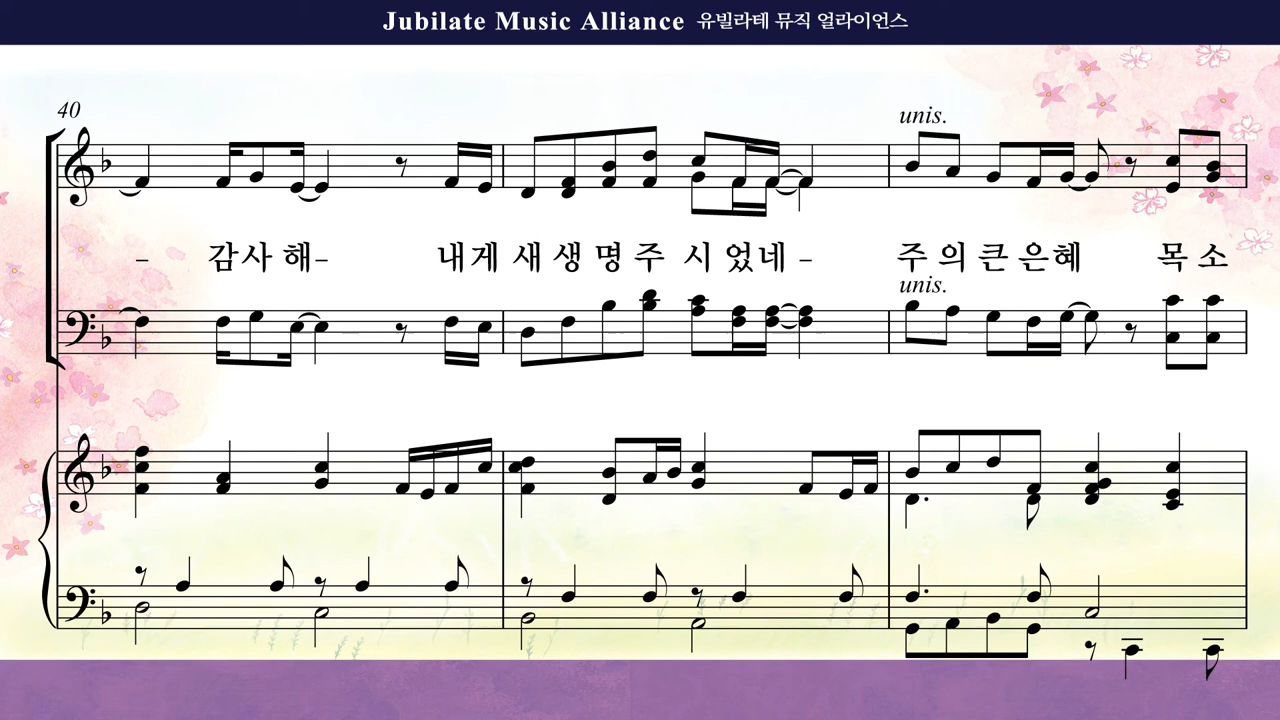 Jubilate Music Alliance 유빌라테 뮤직 얼라이언스
40
unis.
- 감사 해- 내게 새 생 명 주 시 었네 - 주 의 큰 은혜 목 소
unis.